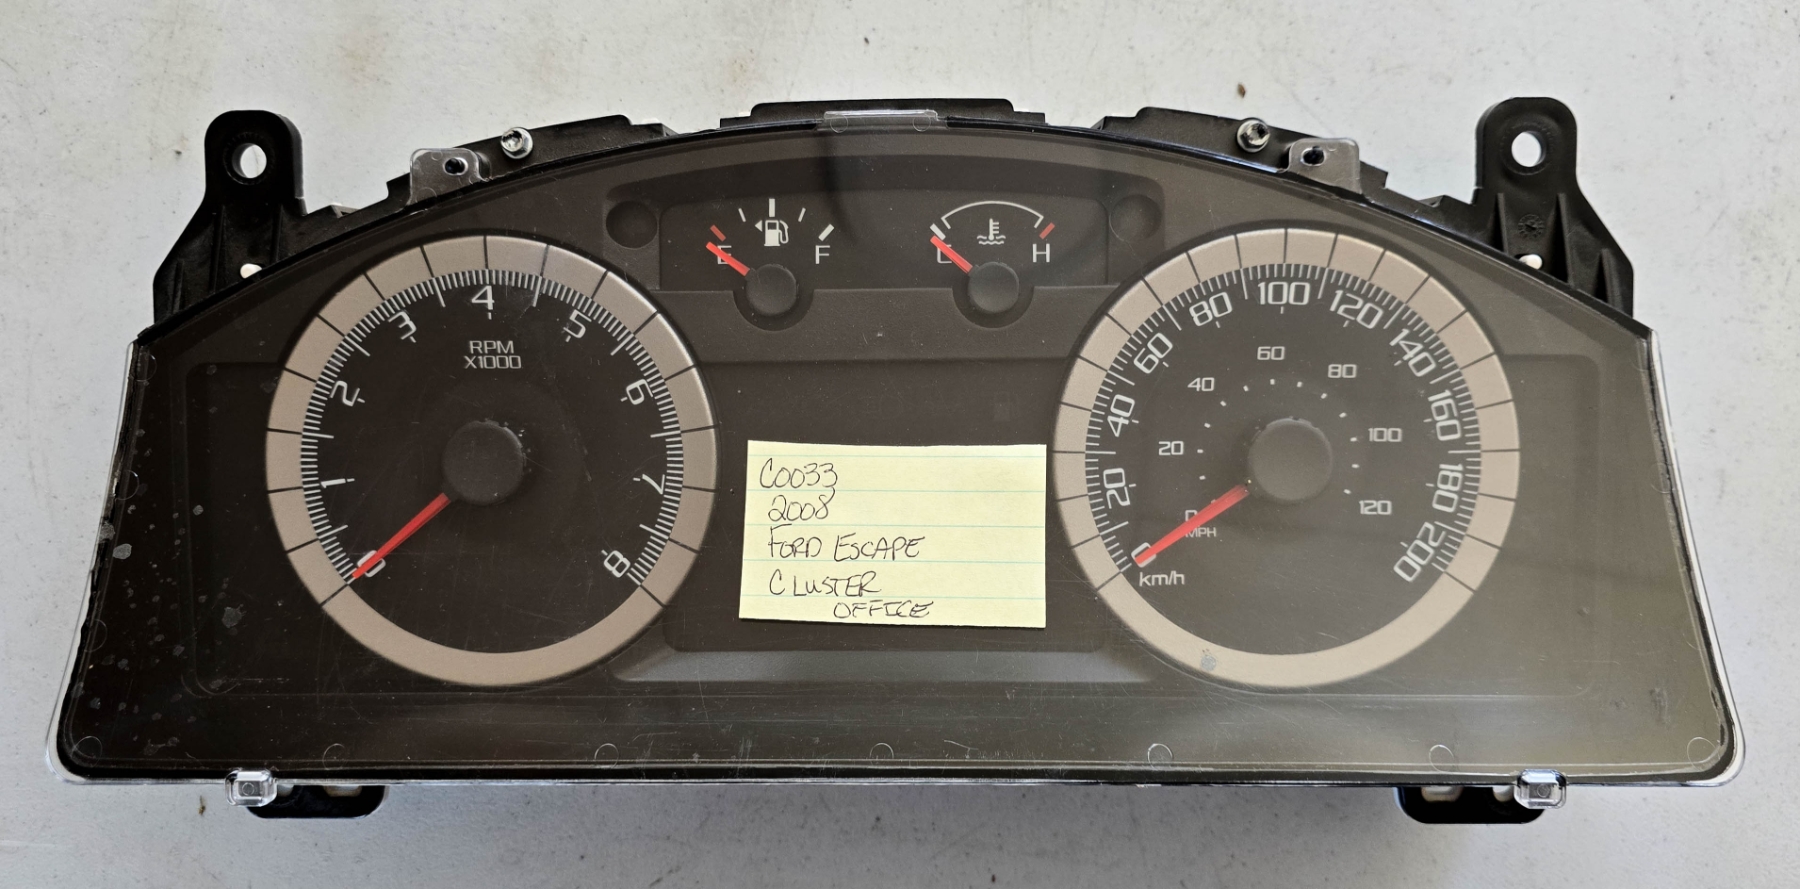 E F
C H
0 1 2 3 4 5 6 7 8
RPM
X1000
0 20 40 60 80 100 120 140 160 180 200
km/h
0 20 40 60 80 100 120
MPH
C0033
2008
FORD ESCAPE
CLUSTER
OFFICE